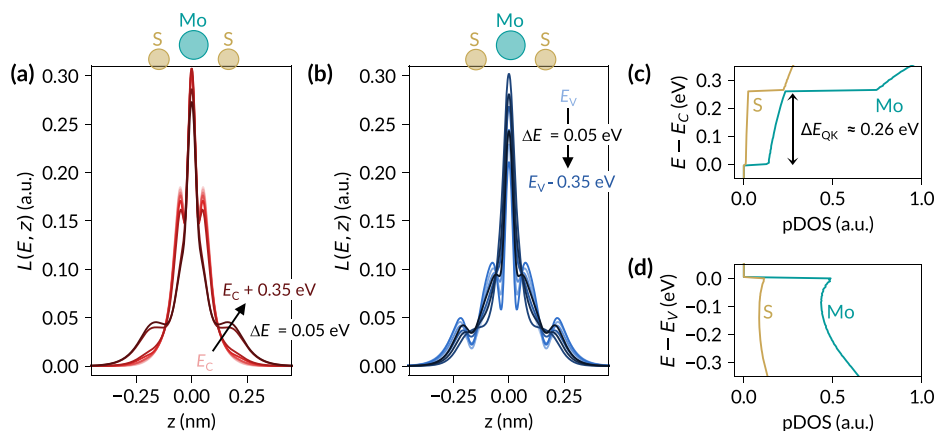 Mo
S S
(a)
L(E, z) (a.u.)
0.30
0.25
0.20
0.15
0.10
0.05
0.00
E_C + 0.35 eV
ΔE = 0.05 eV
E_C
−0.25 0.00 0.25
z (nm)
Mo
S S
(b)
L(E, z) (a.u.)
0.30
0.25
0.20
0.15
0.10
0.05
0.00
E_V
ΔE = 0.05 eV
E_V - 0.35 eV
−0.25 0.00 0.25
z (nm)
(c)
E − E_C (eV)
0.2
0.0
S
Mo
ΔE_QK ≈ 0.26 eV
0.0 0.5 1.0
pDOS (a.u.)
(d)
E − E_V (eV)
0.0
−0.1
−0.2
−0.3
S
Mo
0.0 0.5 1.0
pDOS (a.u.)